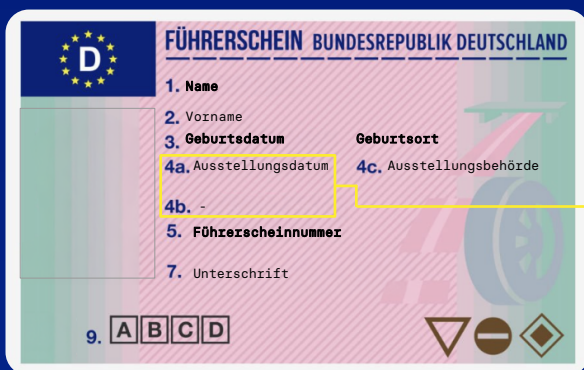 D
FÜHRERSCHEIN BUNDESREPUBLIK DEUTSCHLAND
1. Name
2. Vorname
3. Geburtsdatum Geburtsort
4a. Ausstellungsdatum 4c. Ausstellungsbehörde
4b. -
5. Führerscheinnummer
7. Unterschrift
9. A B C D